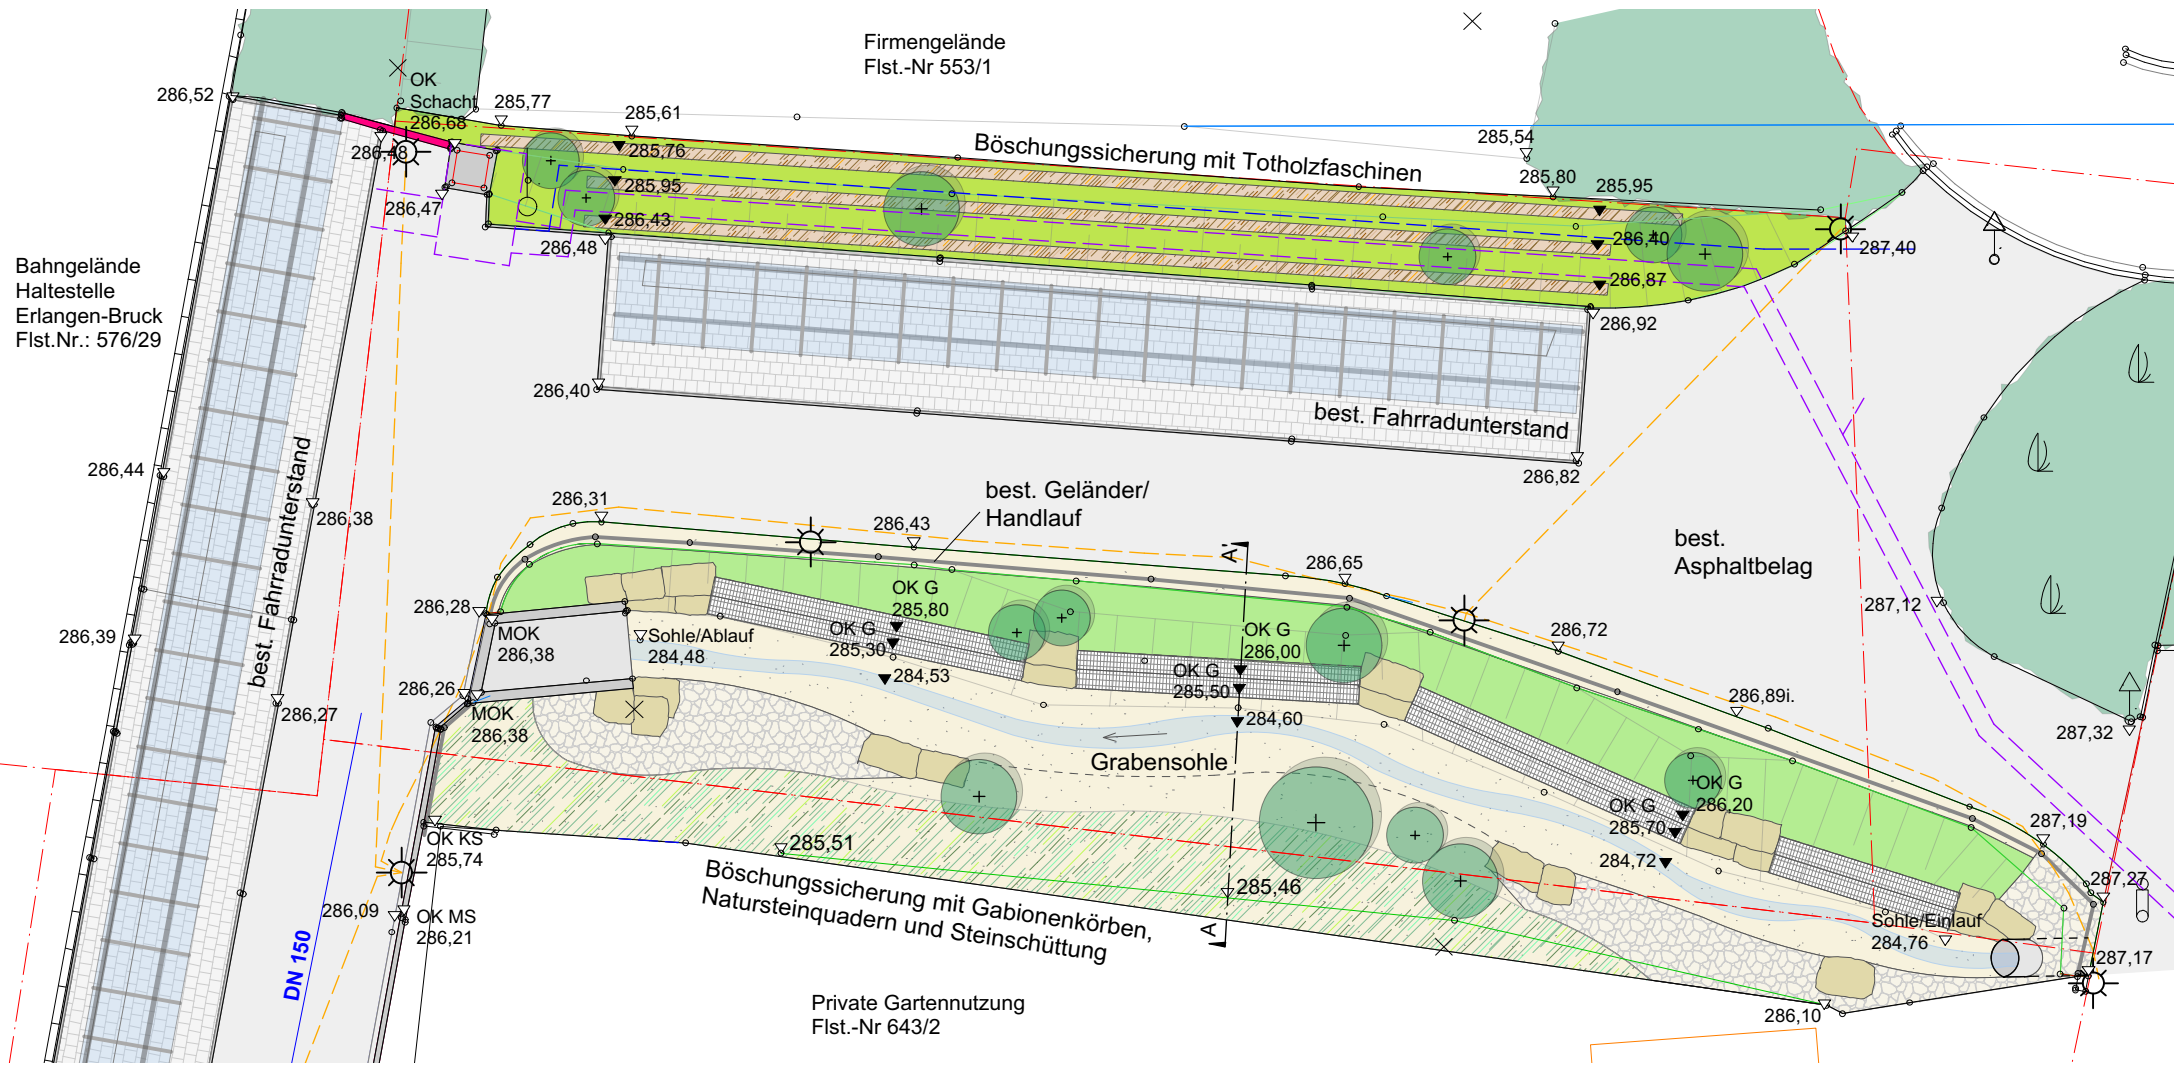 Firmengelände
Flst.-Nr 553/1
OK
Schacht
286,68
286,52
285,77
285,61
285,76
286,48
285,95
286,47
286,43
286,48
Böschungssicherung mit Totholzfaschinen
285,54
285,80
285,95
286,40
287,40
286,87
286,92
Bahngelände
Haltestelle
Erlangen-Bruck
Flst.Nr.: 576/29
286,40
best. Fahrradunterstand
286,82
286,44
best. Fahrradunterstand
286,38
286,31
286,43
best. Geländer/
Handlauf
A'
286,65
best.
Asphaltbelag
287,12
286,28
286,39
MOK
286,38
Sohle/Ablauf
284,48
OK G
285,80
OK G
285,30
284,53
OK G
286,00
OK G
285,50
284,60
286,72
286,89i.
287,32
286,26
286,27
MOK
286,38
Grabensohle
OK G
286,20
OK G
285,70
284,72
287,19
287,27
OK KS
285,74
285,51
285,46
Böschungssicherung mit Gabionenkörben,
Natursteinquadern und Steinschüttung
A
286,09
OK MS
286,21
DN 150
Sohle/Einlauf
284,76
287,17
286,10
Private Gartennutzung
Flst.-Nr 643/2